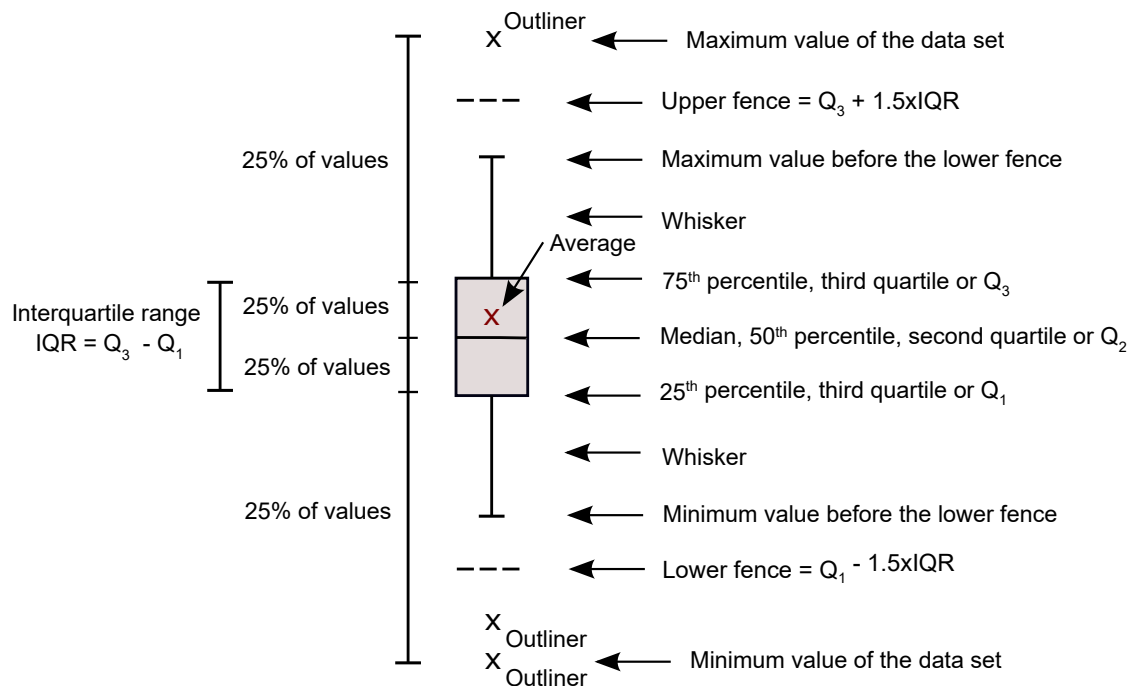 Outliner
x
Maximum value of the data set
Upper fence = Q3 + 1.5xIQR
25% of values
Maximum value before the lower fence
Whisker
Average
75th percentile, third quartile or Q3
25% of values
x
Interquartile range
IQR = Q3 - Q1
Median, 50th percentile, second quartile or Q2
25% of values
25th percentile, third quartile or Q1
Whisker
25% of values
Minimum value before the lower fence
Lower fence = Q1 - 1.5xIQR
x
Outliner
x
Outliner
Minimum value of the data set